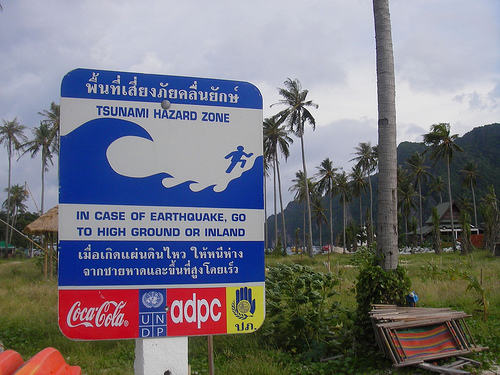 พื้นที่เสี่ยงภัยคลื่นยักษ์
TSUNAMI HAZARD ZONE
IN CASE OF EARTHQUAKE, GO
TO HIGH GROUND OR INLAND
เมื่อเกิดแผ่นดินไหว ให้หนีห่าง
จากชายหาดและขึ้นที่สูงโดยเร็ว
Coca-Cola
UN
DP
adpc
ปภ.